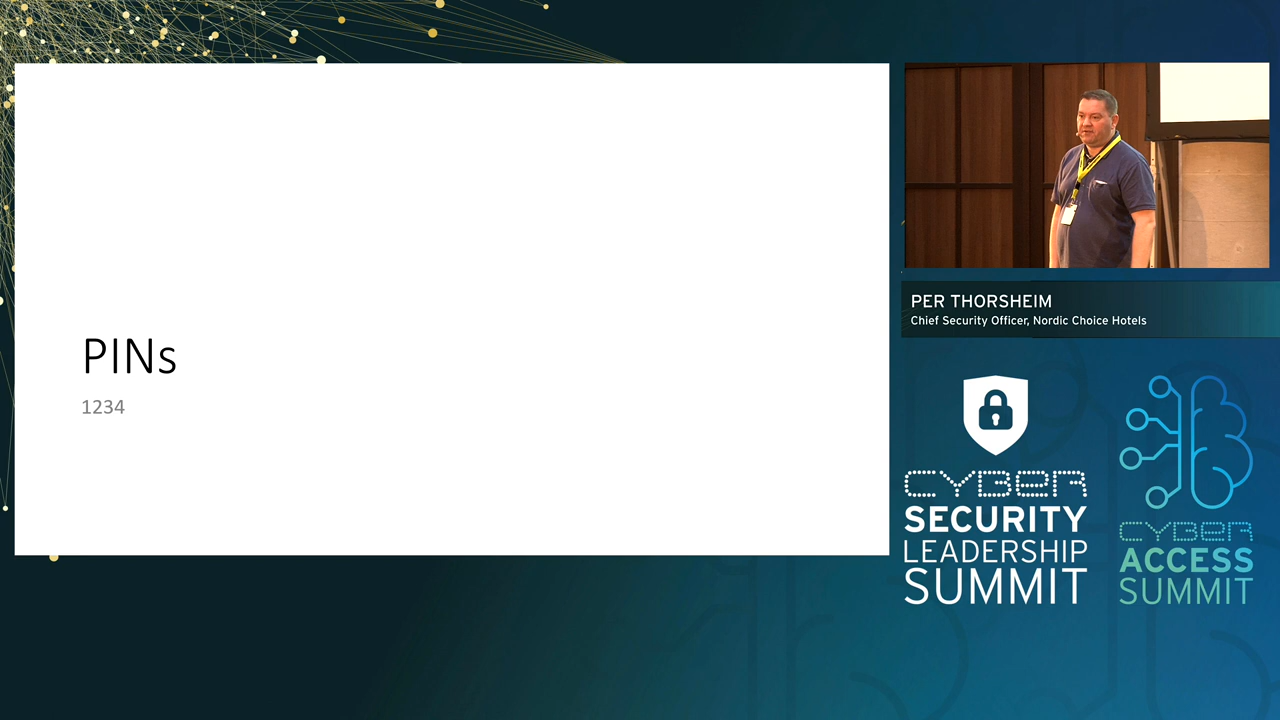 PINs
1234
PER THORSHEIM
Chief Security Officer, Nordic Choice Hotels
CYBER
SECURITY
LEADERSHIP
SUMMIT
CYBER
ACCESS
SUMMIT